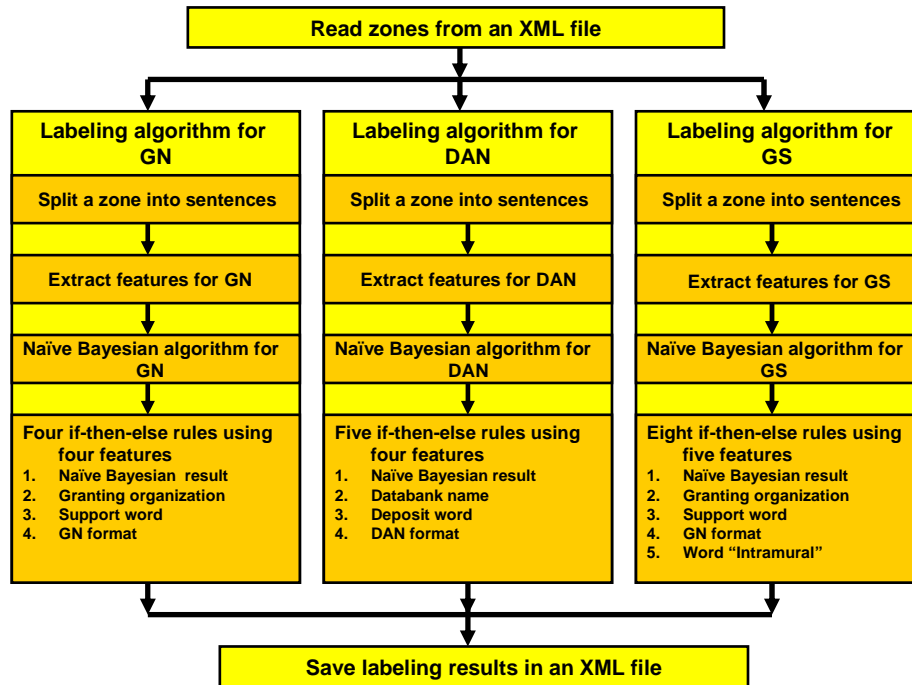 Read zones from an XML file
Labeling algorithm for
GN
Split a zone into sentences
Extract features for GN
Naïve Bayesian algorithm for
GN
Four if-then-else rules using
four features
1. Naïve Bayesian result
2. Granting organization
3. Support word
4. GN format
Labeling algorithm for
DAN
Split a zone into sentences
Extract features for DAN
Naïve Bayesian algorithm for
DAN
Five if-then-else rules using
four features
1. Naïve Bayesian result
2. Databank name
3. Deposit word
4. DAN format
Labeling algorithm for
GS
Split a zone into sentences
Extract features for GS
Naïve Bayesian algorithm for
GS
Eight if-then-else rules using
five features
1. Naïve Bayesian result
2. Granting organization
3. Support word
4. GN format
5. Word “Intramural”
Save labeling results in an XML file